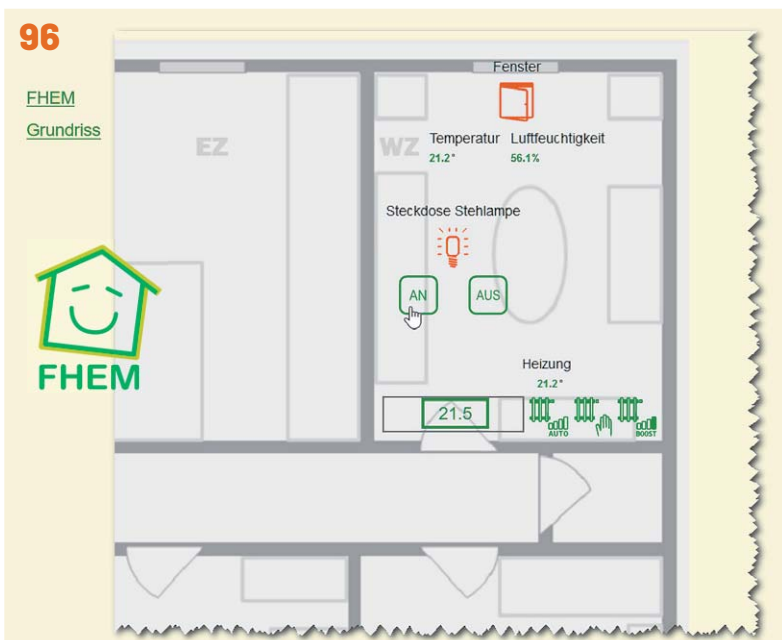 96
FHEM
Grundriss
EZ
WZ
Fenster
Temperatur Luftfeuchtigkeit
21.2° 56.1%
Steckdose Stehlampe
AN AUS
FHEM
Heizung
21.2°
21.5
AUTO BOOST